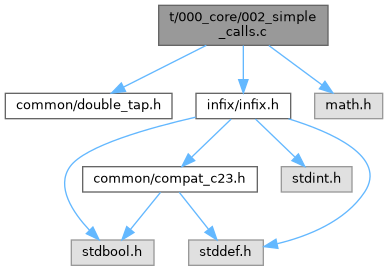 t/000_core/002_simple
_calls.c
common/double_tap.h
infix/infix.h
math.h
common/compat_c23.h
stdint.h
stdbool.h
stddef.h